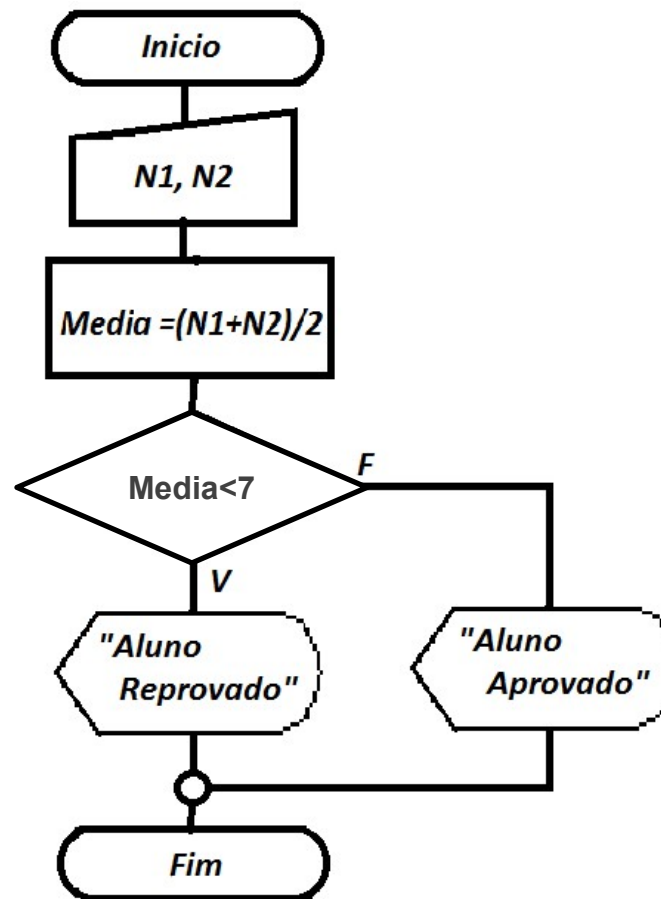 Inicio
N1, N2
Media =(N1+N2)/2
Media<7
F
V
"Aluno
Reprovado"
"Aluno
Aprovado"
Fim